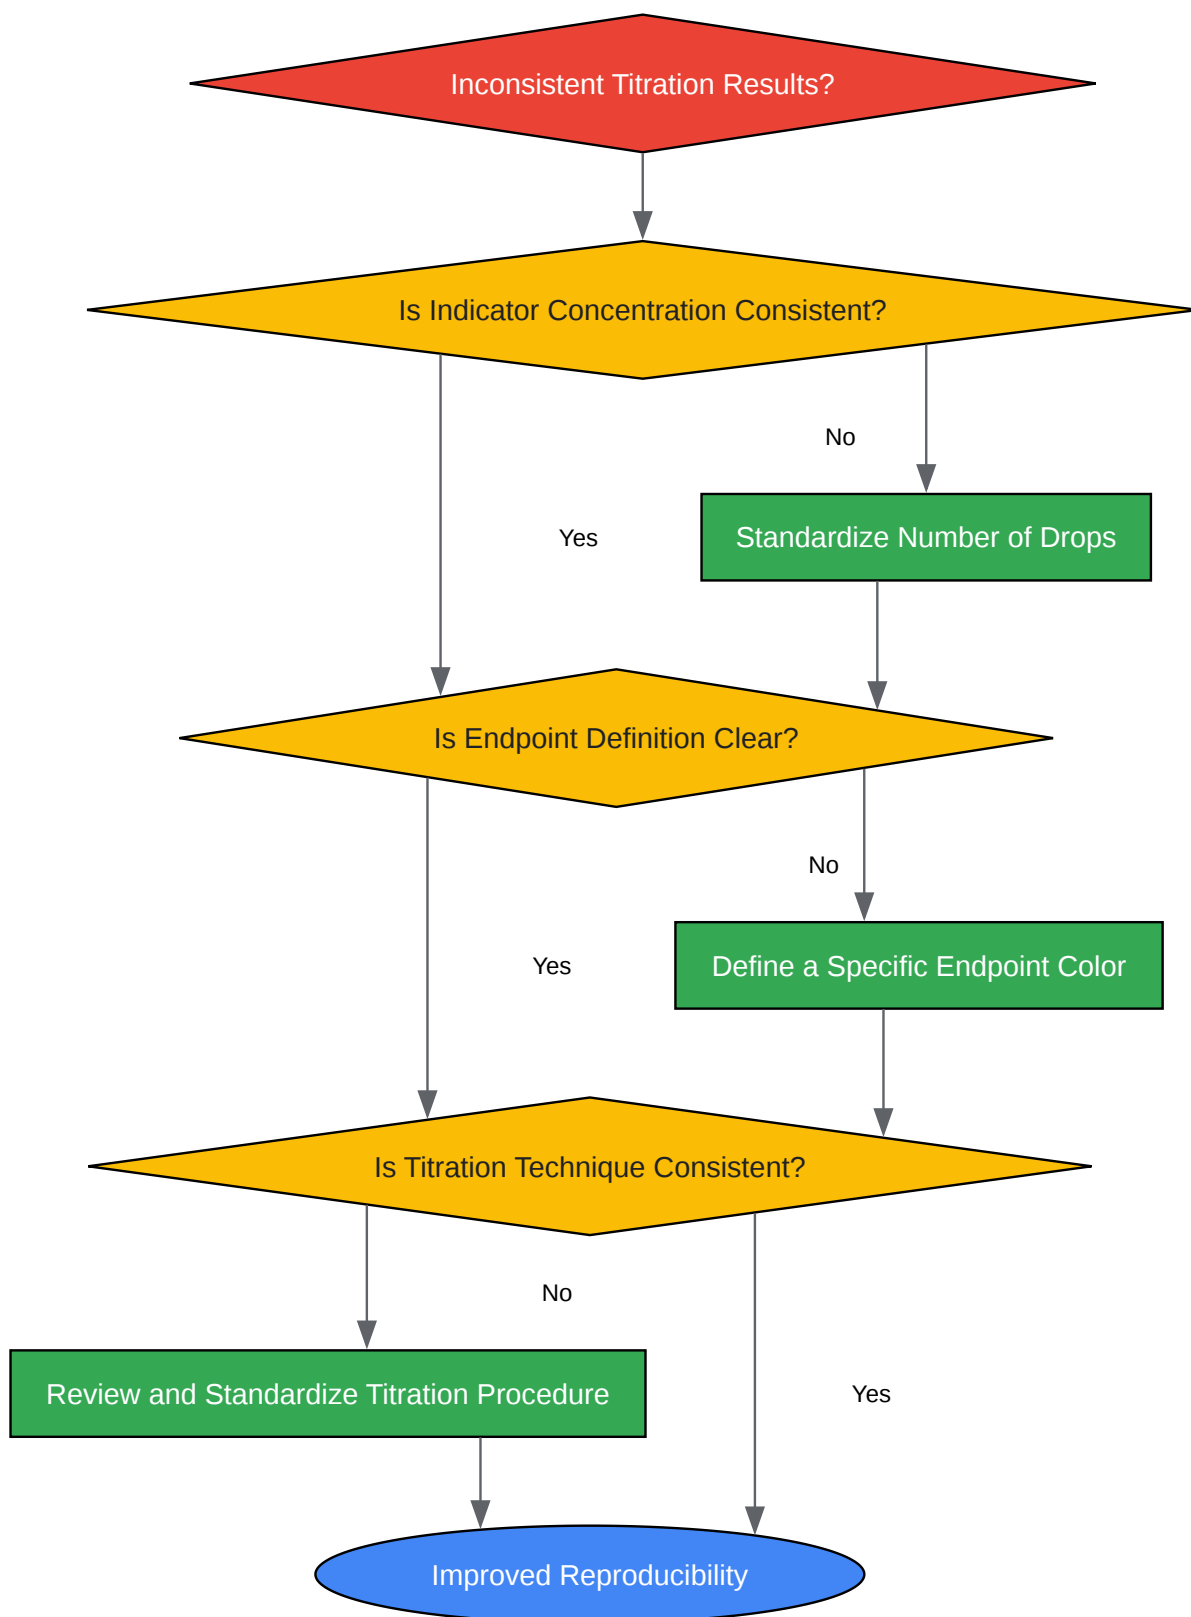 Inconsistent Titration Results?
Is Indicator Concentration Consistent?
No
Yes
Standardize Number of Drops
Is Endpoint Definition Clear?
No
Yes
Define a Specific Endpoint Color
Is Titration Technique Consistent?
No
Review and Standardize Titration Procedure
Yes
Improved Reproducibility